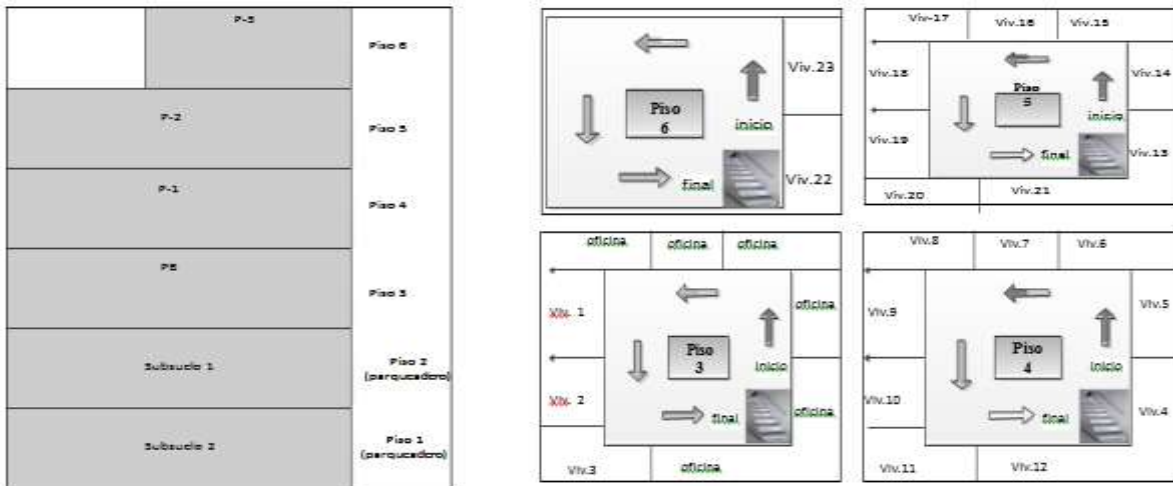 P-3
Piso 6
P-2
Piso 5
P-1
Piso 4
PB
Piso 3
Subsuelo 1
Piso 2
(parqueadero)
Subsuelo 2
Piso 1
(parqueadero)
Viv.23
Piso
6
inicio
final
Viv.22
Viv-17
Viv.16
Viv.15
Viv.18
Viv.14
Piso
5
inicio
Viv.19
final
Viv.13
Viv.20
Viv.21
oficina
oficina
oficina
Viv. 1
oficina
Piso
3
inicio
Viv. 2
final
oficina
Viv.3
oficina
Viv.8
Viv.7
Viv.6
Viv.9
Viv.5
Piso
4
inicio
Viv.10
final
Viv.4
Viv.11
Viv.12